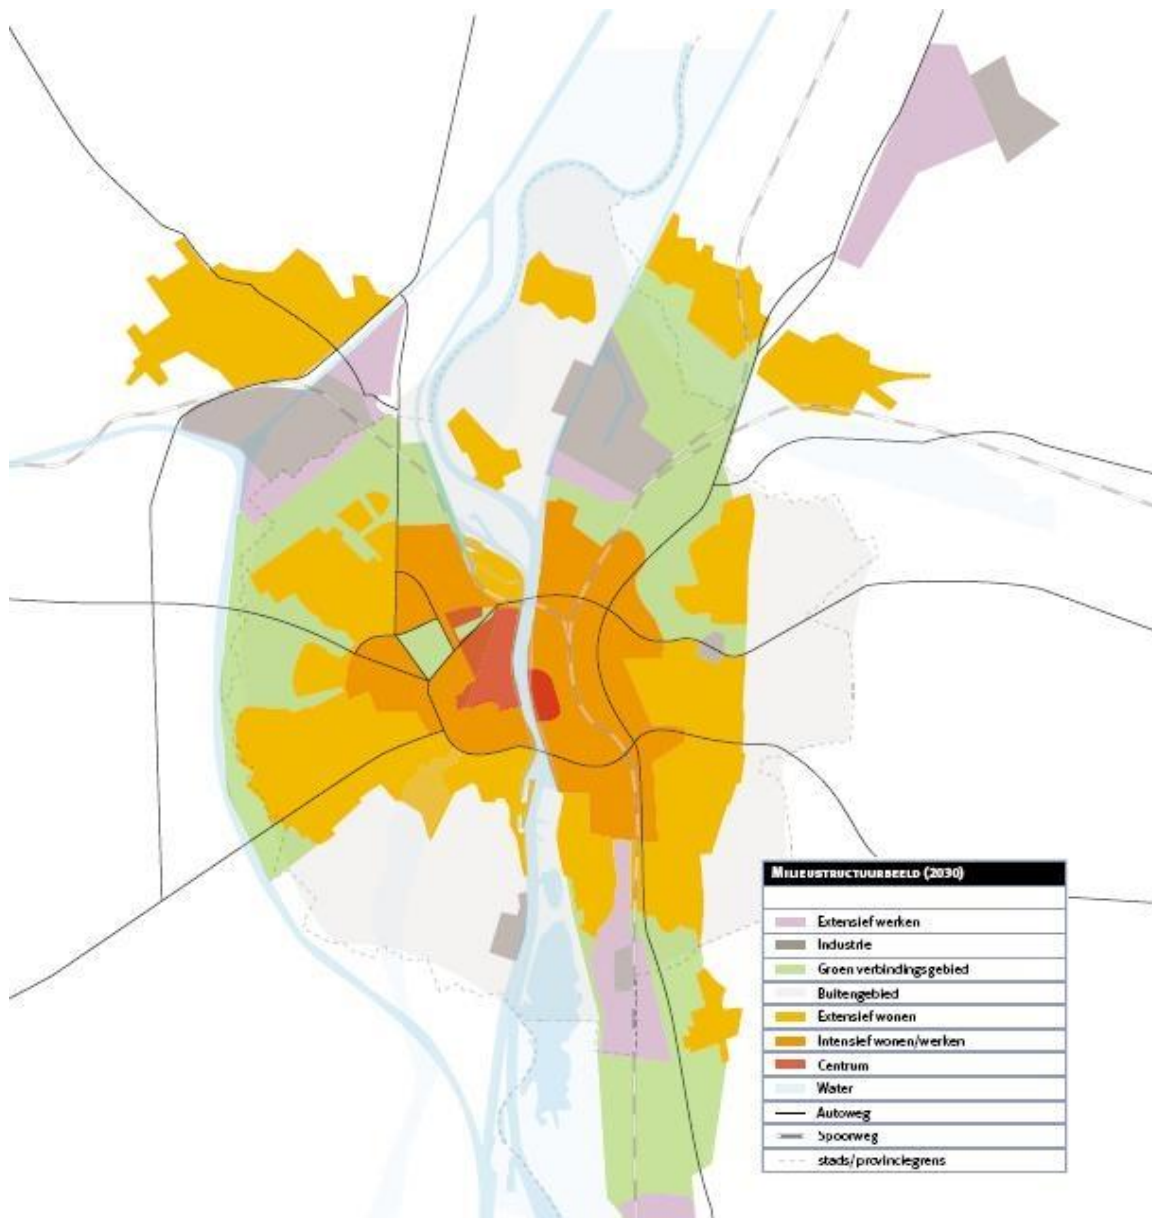 MILIEUSTRUCTUURBEELD (2030)
Extensief werken
Industrie
Groen verbindingsgebied
Buitengebied
Extensief wonen
Intensief wonen/werken
Centrum
Water
Autoweg
Spoorweg
stads/provinciegrens